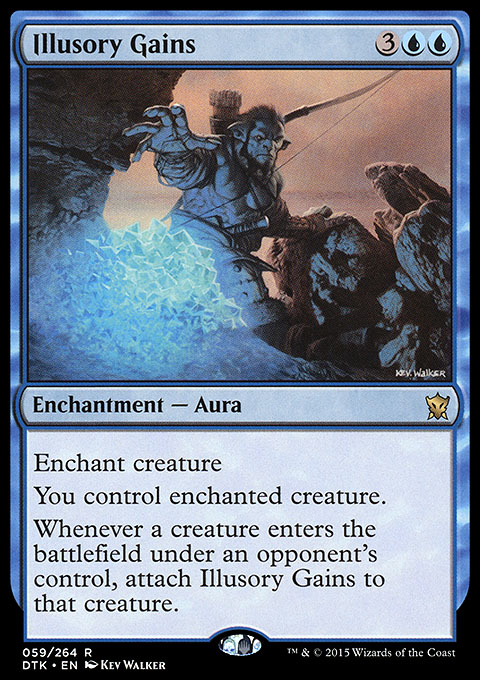 Illusory Gains 3
KEV. WALKER
Enchantment — Aura
Enchant creature
You control enchanted creature.
Whenever a creature enters the
battlefield under an opponent's
control, attach Illusory Gains to
that creature.
059/264 R
DTK • EN KEV WALKER
™ & © 2015 Wizards of the Coast